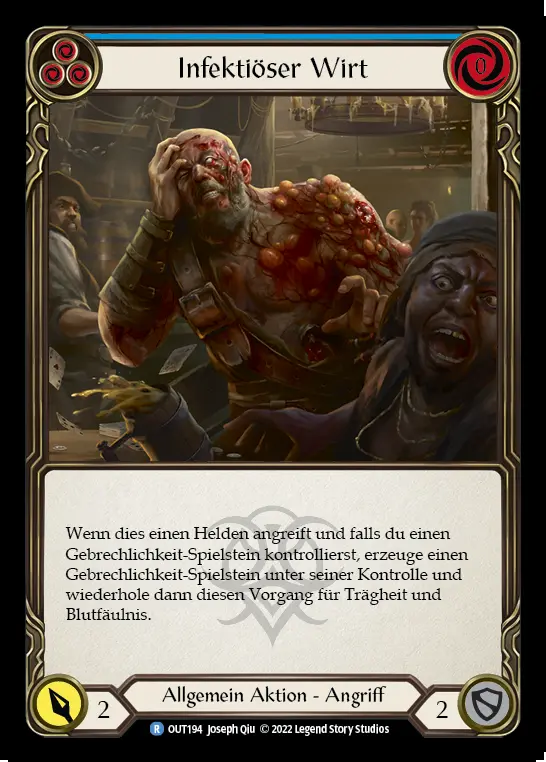 Infektiöser Wirt
0
Wenn dies einen Helden angreift und falls du einen
Gebrechlichkeit-Spielstein kontrollierst, erzeuge einen
Gebrechlichkeit-Spielstein unter seiner Kontrolle und
wiederhole dann diesen Vorgang für Trägheit und
Blutfäulnis.
2
Allgemein Aktion - Angriff
2
R OUT194 Joseph Qiu © 2022 Legend Story Studios